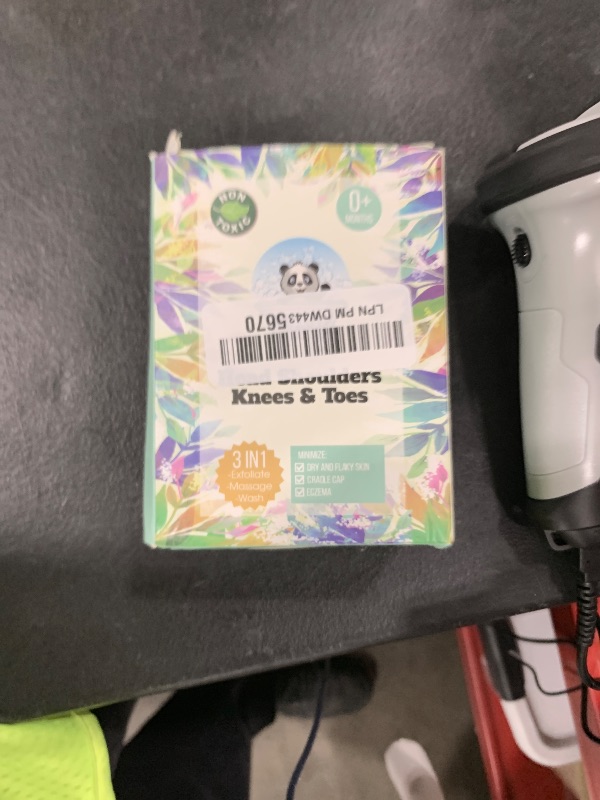 NON
TOXIC
0+
MONTHS
LPN PM DW4435670
Shoulders
Knees & Toes
3 IN 1
-Exfoliate
-Massage
-Wash
MINIMIZE:
DRY AND FLAKY SKIN
CRADLE CAP
ECZEMA